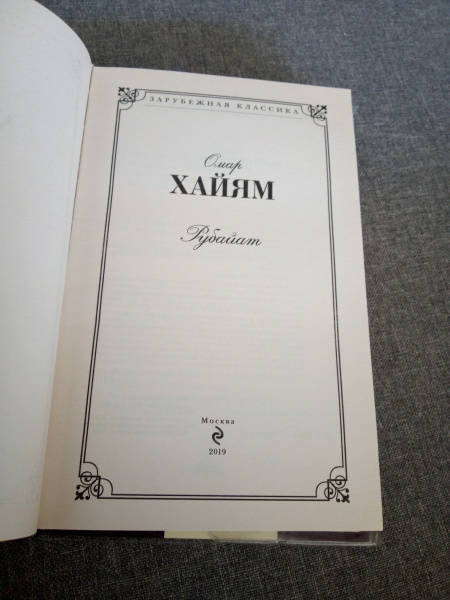 ЗАРУБЕЖНАЯ КЛАССИКА
Омар
ХАЙЯМ
Рубайат
Москва
2019